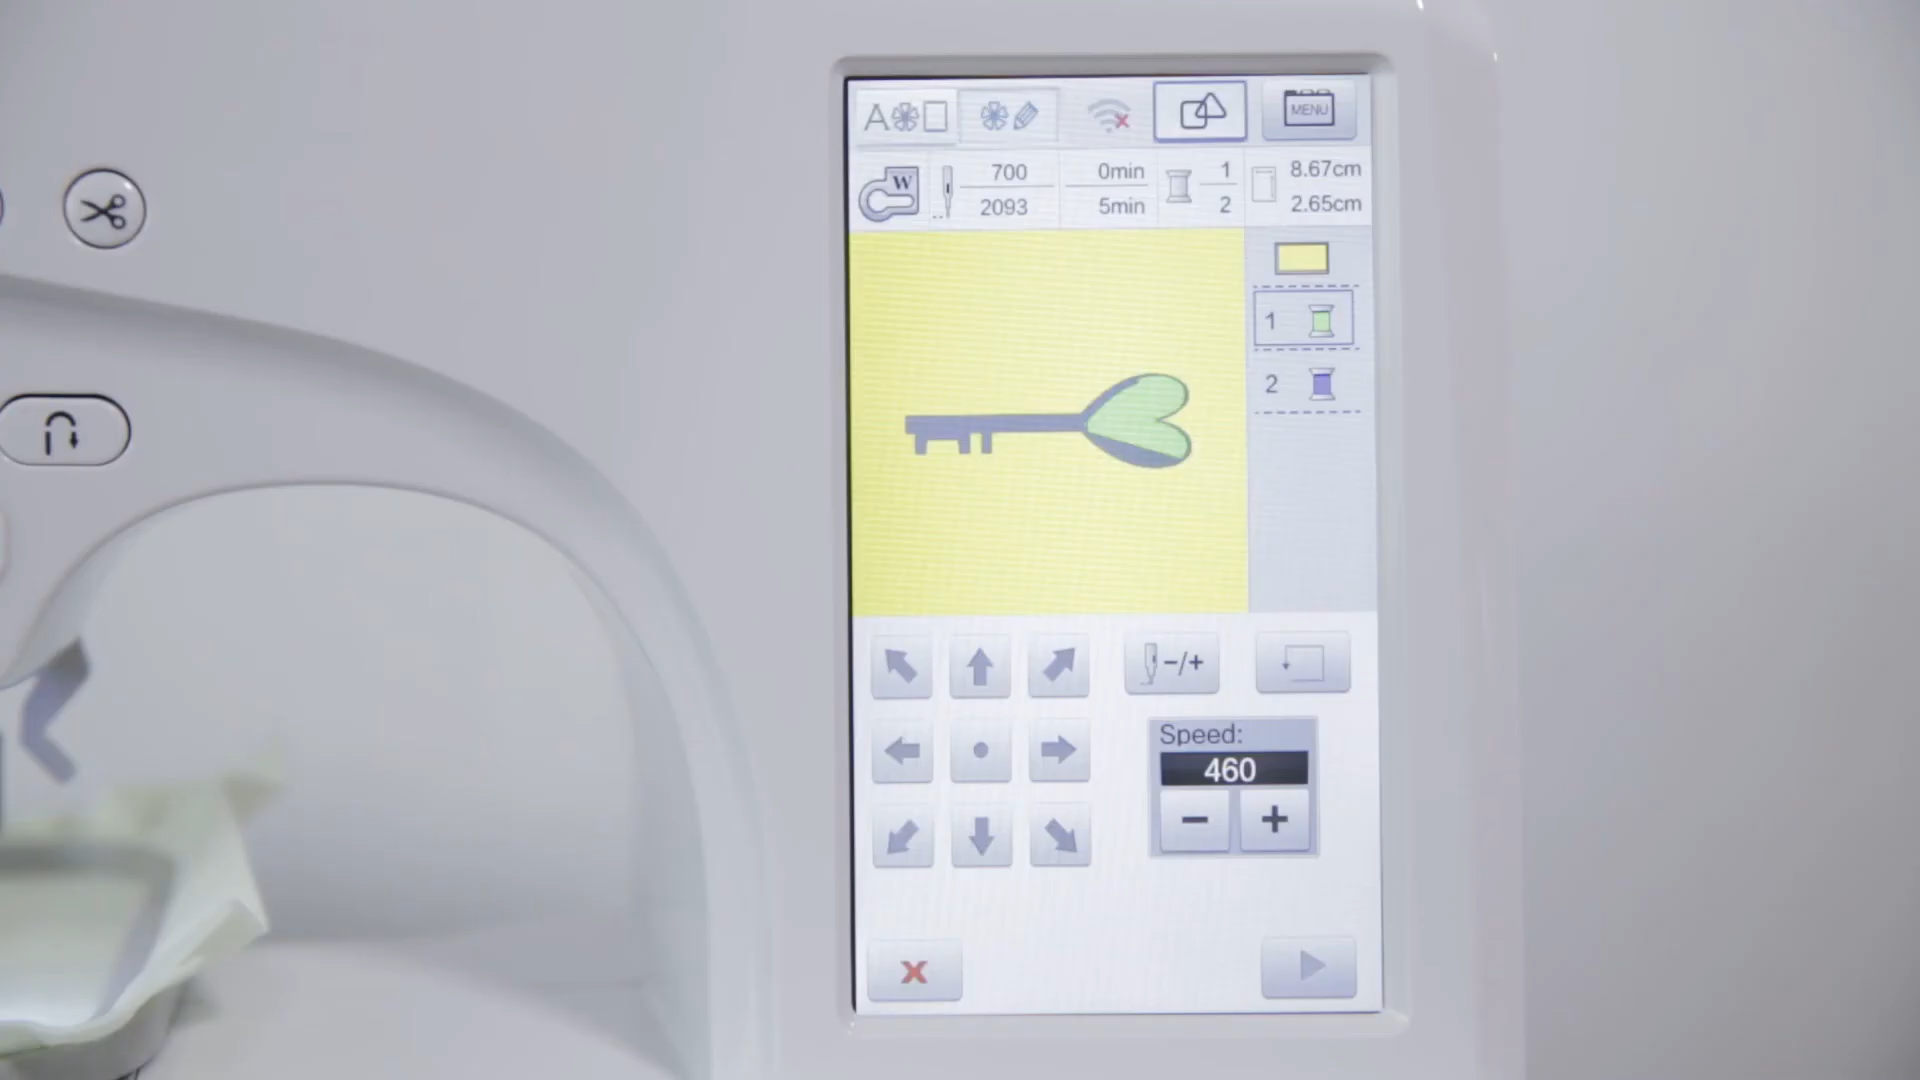 A
MENU
W
700
0min
1
8.67cm
2093
5min
2
2.65cm
1
2
-/+
Speed:
460
- +
X